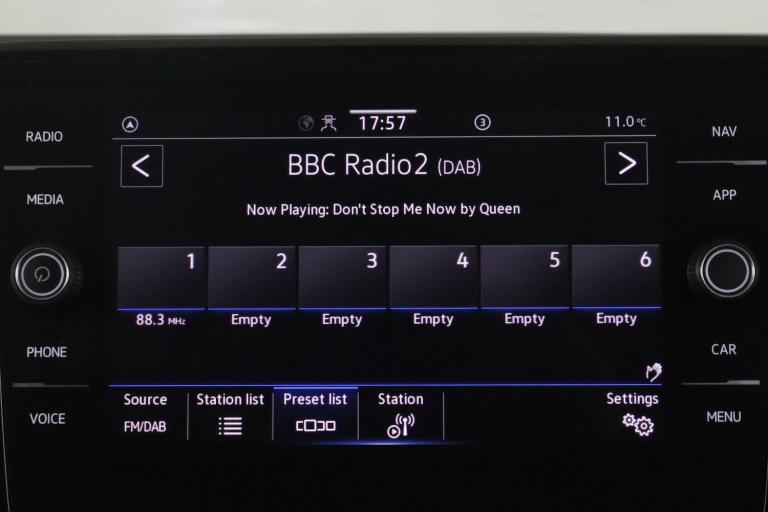 RADIO
MEDIA
PHONE
VOICE
17:57
3
11.0 °C
<
BBC Radio2 (DAB)
>
Now Playing: Don't Stop Me Now by Queen
1 2 3 4 5 6
88.3 MHz Empty Empty Empty Empty Empty
Source Station list Preset list Station Settings
FM/DAB
NAV
APP
CAR
MENU